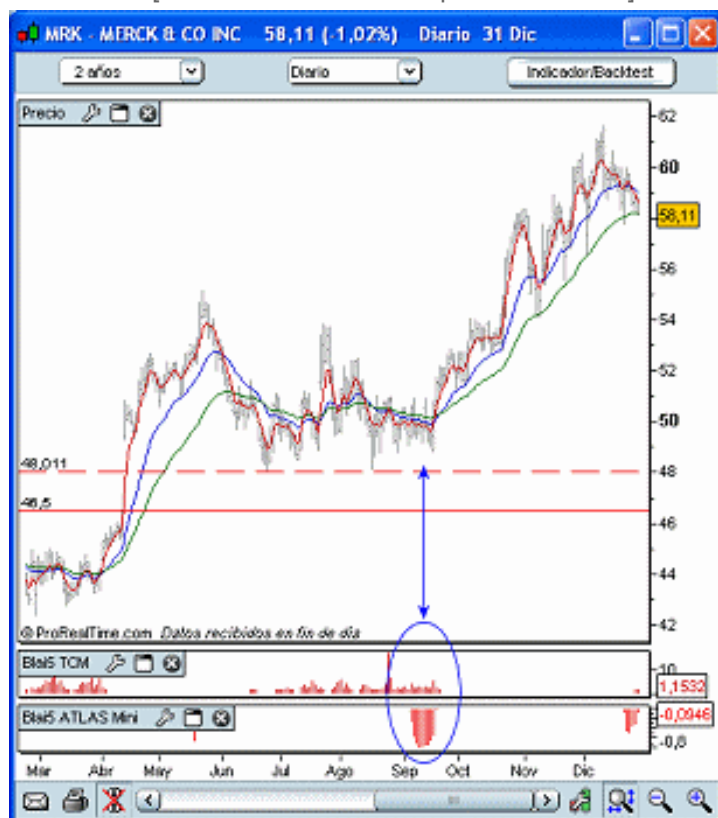 MRK - MERCK & CO INC 58,11 (-1,02%) Diario 31 Dic
2 años Diario Indicador/Backtest
Precio
62
60
58,11
56
54
52
50
48,011
48
46,5
46
44
42
© ProRealTime.com Datos recibidos en fin de día
Blai5 TCM
10
1,1532
Blai5 ATLAS Mini
-0,0946
-0,8
Mar Abr May Jun Jul Ago Sep Oct Nov Dic